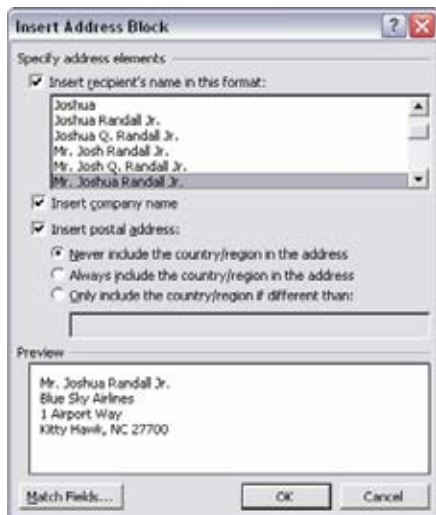 Insert Address Block
Specify address elements
Insert recipient's name in this format:
Joshua
Joshua Randall Jr.
Joshua Q. Randall Jr.
Mr. Josh Randall Jr.
Mr. Josh Q. Randall Jr.
Mr. Joshua Randall Jr.
Insert company name
Insert postal address:
Never include the country/region in the address
Always include the country/region in the address
Only include the country/region if different than:
Preview
Mr. Joshua Randall Jr.
Blue Sky Airlines
1 Airport Way
Kitty Hawk, NC 27700
Match Fields... OK Cancel